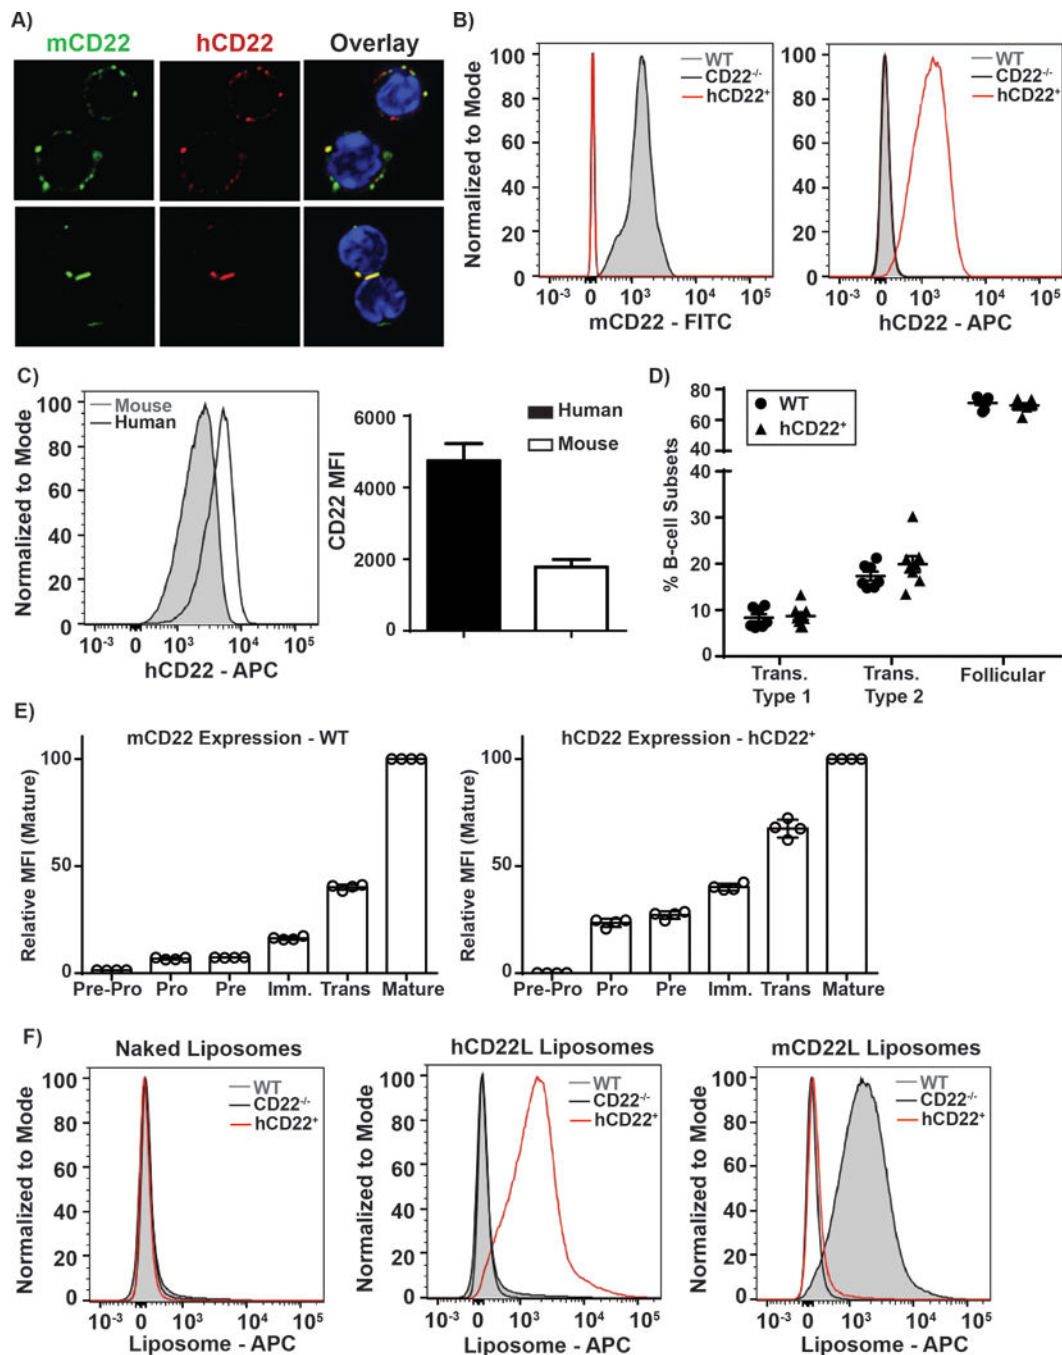 A)
mCD22 hCD22 Overlay
B)
Normalized to Mode
100
80
60
40
20
0
WT
CD22-/-
hCD22+
-10-3 0 103 104 105
mCD22 - FITC
100
80
60
40
20
0
WT
CD22-/-
hCD22+
-10-3 0 103 104 105
hCD22 - APC
C)
Normalized to Mode
100
80
60
40
20
0
Mouse
Human
-10-3 0 103 104 105
hCD22 - APC
CD22 MFI
6000
4000
2000
0
Human
Mouse
D)
% B-cell Subsets
80
60
40
30
20
10
0
WT
hCD22+
Trans. Type 1
Trans. Type 2
Follicular
E)
mCD22 Expression - WT
Relative MFI (Mature)
100
50
0
Pre-Pro Pro Pre Imm. Trans Mature
hCD22 Expression - hCD22+
Relative MFI (Mature)
100
50
0
Pre-Pro Pro Pre Imm. Trans Mature
F)
Naked Liposomes
Normalized to Mode
100
80
60
40
20
0
WT
CD22-/-
hCD22+
-10-3 0 103 104 105
Liposome - APC
hCD22L Liposomes
Normalized to Mode
100
80
60
40
20
0
WT
CD22-/-
hCD22+
-10-3 0 103 104 105
Liposome - APC
mCD22L Liposomes
Normalized to Mode
100
80
60
40
20
0
WT
CD22-/-
hCD22+
-10-3 0 103 104 105
Liposome - APC